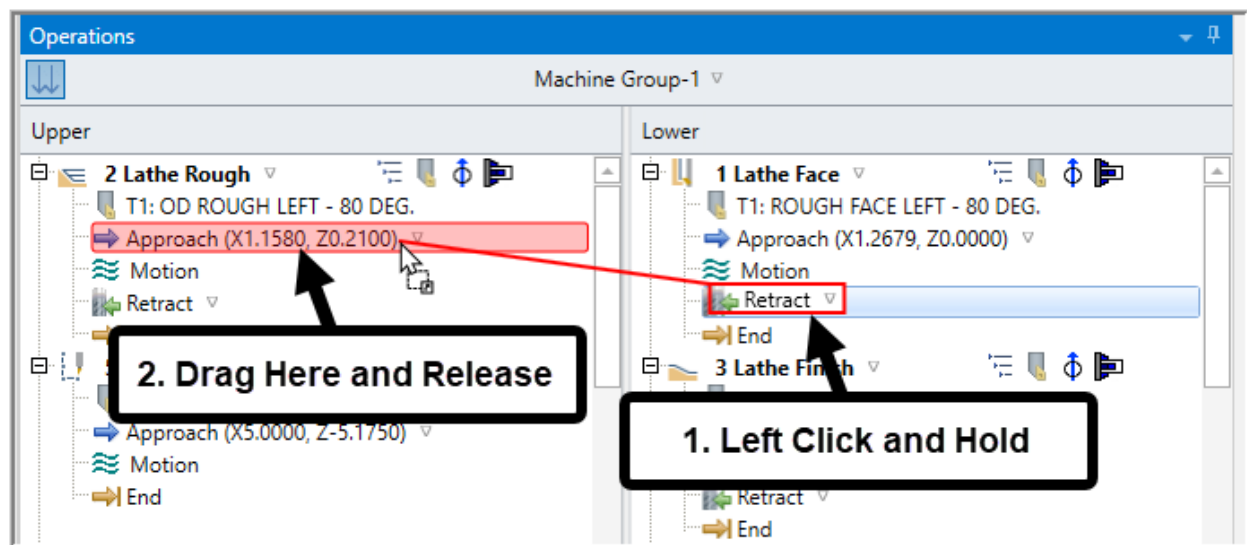 Operations
Machine Group-1
Upper
2 Lathe Rough
T1: OD ROUGH LEFT - 80 DEG.
Approach (X1.1580, Z0.2100)
Motion
Retract
2. Drag Here and Release
Approach (X5.0000, Z-5.1750)
Motion
End
Lower
1 Lathe Face
T1: ROUGH FACE LEFT - 80 DEG.
Approach (X1.2679, Z0.0000)
Motion
Retract
End
3 Lathe Finish
1. Left Click and Hold
Retract
End